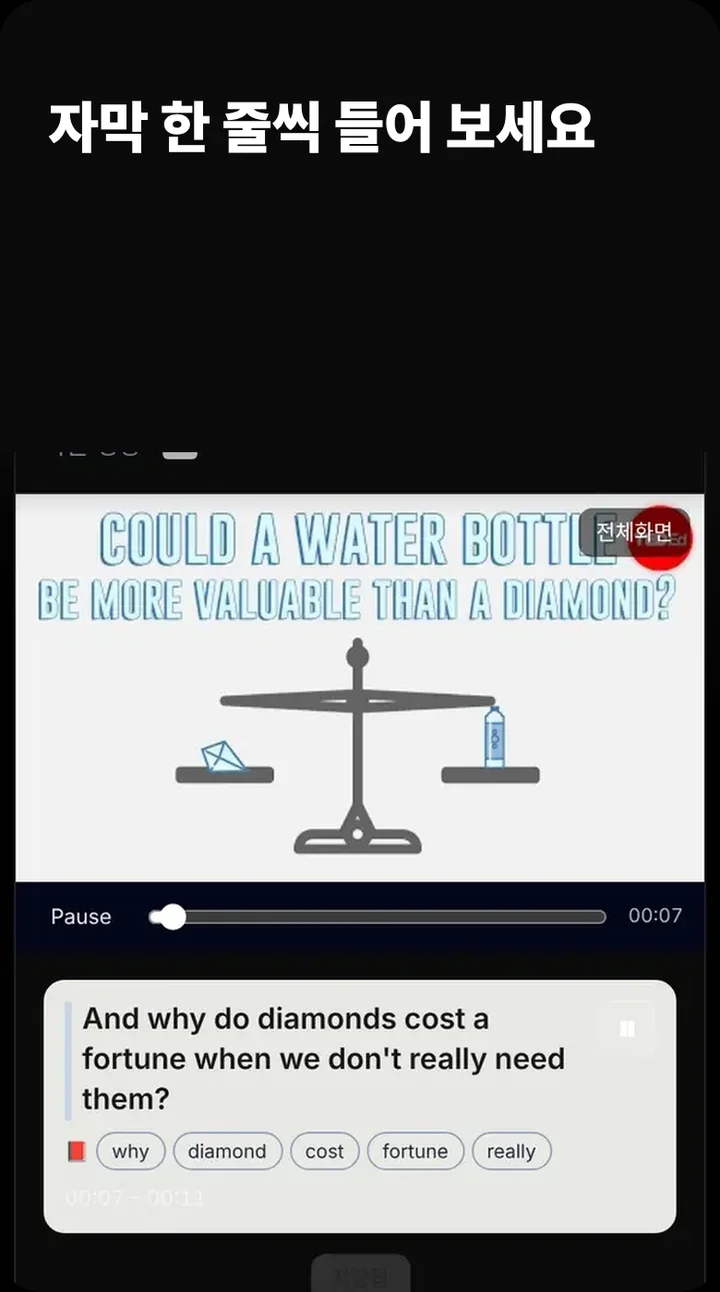 자막 한 줄씩 들어 보세요
COULD A WATER BOTTLE
전체화면
BE MORE VALUABLE THAN A DIAMOND?
Pause
00:07
And why do diamonds cost a
fortune when we don't really need
them?
why diamond cost fortune really
00:07 - 00:11